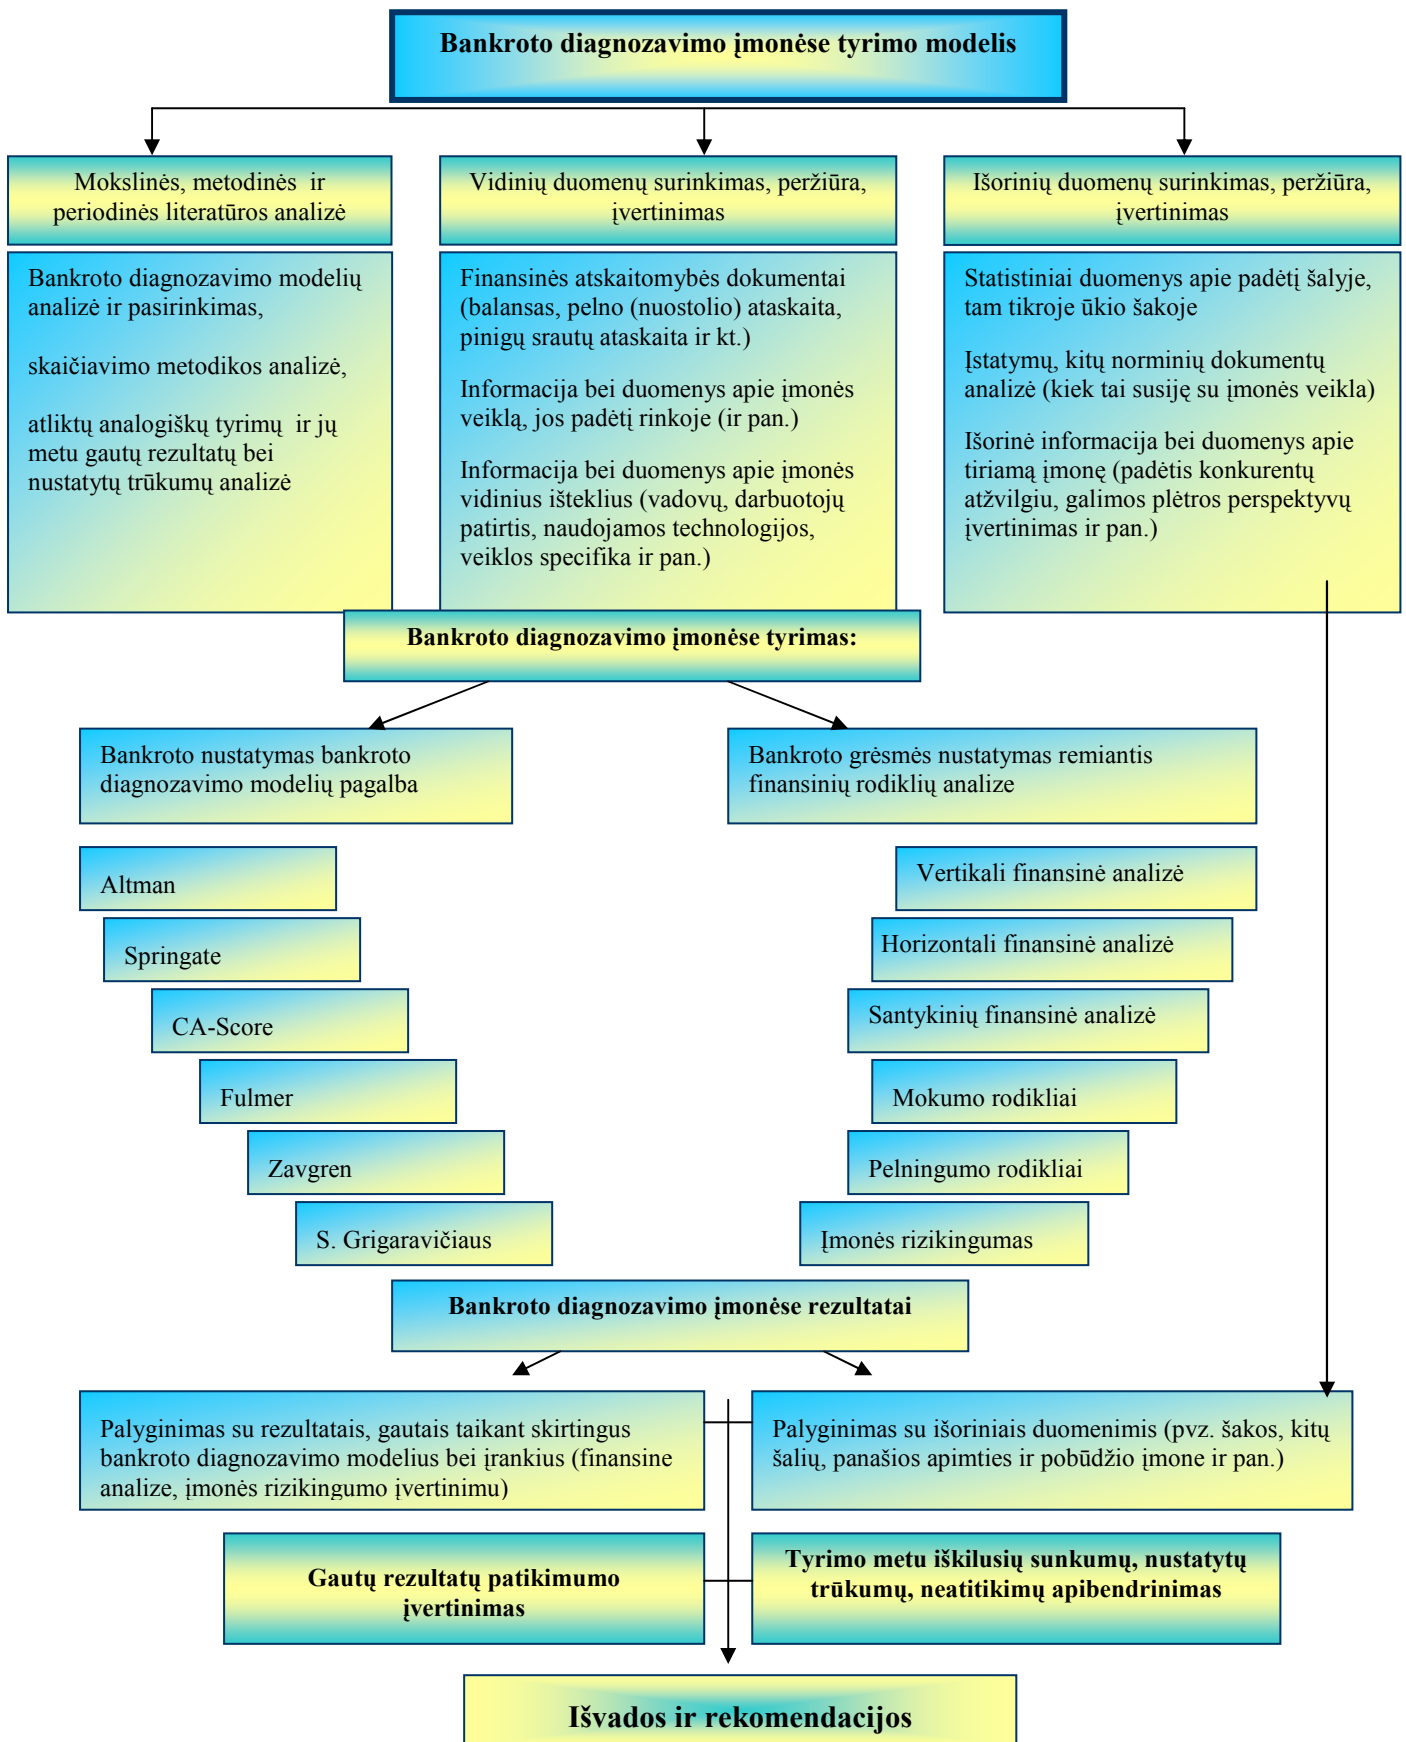 Bankroto diagnozavimo įmonėse tyrimo modelis
Mokslinės, metodinės ir
periodinės literatūros analizė
Vidinių duomenų surinkimas, peržiūra,
įvertinimas
Išorinių duomenų surinkimas, peržiūra,
įvertinimas
Bankroto diagnozavimo modelių
analizė ir pasirinkimas,
skaičiavimo metodikos analizė,
atliktų analogiškų tyrimų ir jų
metu gautų rezultatų bei
nustatytų trūkumų analizė
Finansinės atskaitomybės dokumentai
(balansas, pelno (nuostolio) ataskaita,
pinigų srautų ataskaita ir kt.)
Informacija bei duomenys apie įmonės
veiklą, jos padėtį rinkoje (ir pan.)
Informacija bei duomenys apie įmonės
vidinius išteklius (vadovų, darbuotojų
patirtis, naudojamos technologijos,
veiklos specifika ir pan.)
Statistiniai duomenys apie padėtį šalyje,
tam tikroje ūkio šakoje
Įstatymų, kitų norminių dokumentų
analizė (kiek tai susiję su įmonės veikla)
Išorinė informacija bei duomenys apie
tiriamą įmonę (padėtis konkurentų
atžvilgiu, galimos plėtros perspektyvų
įvertinimas ir pan.)
Bankroto diagnozavimo įmonėse tyrimas:
Bankroto nustatymas bankroto
diagnozavimo modelių pagalba
Bankroto grėsmės nustatymas remiantis
finansinių rodiklių analize
Altman
Springate
CA-Score
Fulmer
Zavgren
S. Grigaravičiaus
Vertikali finansinė analizė
Horizontali finansinė analizė
Santykinių finansinė analizė
Mokumo rodikliai
Pelningumo rodikliai
Įmonės rizikingumas
Bankroto diagnozavimo įmonėse rezultatai
Palyginimas su rezultatais, gautais taikant skirtingus
bankroto diagnozavimo modelius bei įrankius (finansine
analize, įmonės rizikingumo įvertinimu)
Palyginimas su išoriniais duomenimis (pvz. šakos, kitų
šalių, panašios apimties ir pobūdžio įmone ir pan.)
Gautų rezultatų patikimumo
įvertinimas
Tyrimo metu iškilusių sunkumų, nustatytų
trūkumų, neatitikimų apibendrinimas
Išvados ir rekomendacijos